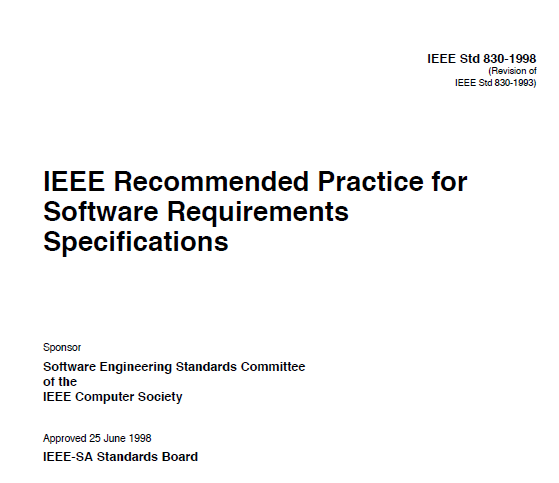 IEEE Std 830-1998
(Revision of
IEEE Std 830-1993)
IEEE Recommended Practice for
Software Requirements
Specifications
Sponsor
Software Engineering Standards Committee
of the
IEEE Computer Society
Approved 25 June 1998
IEEE-SA Standards Board